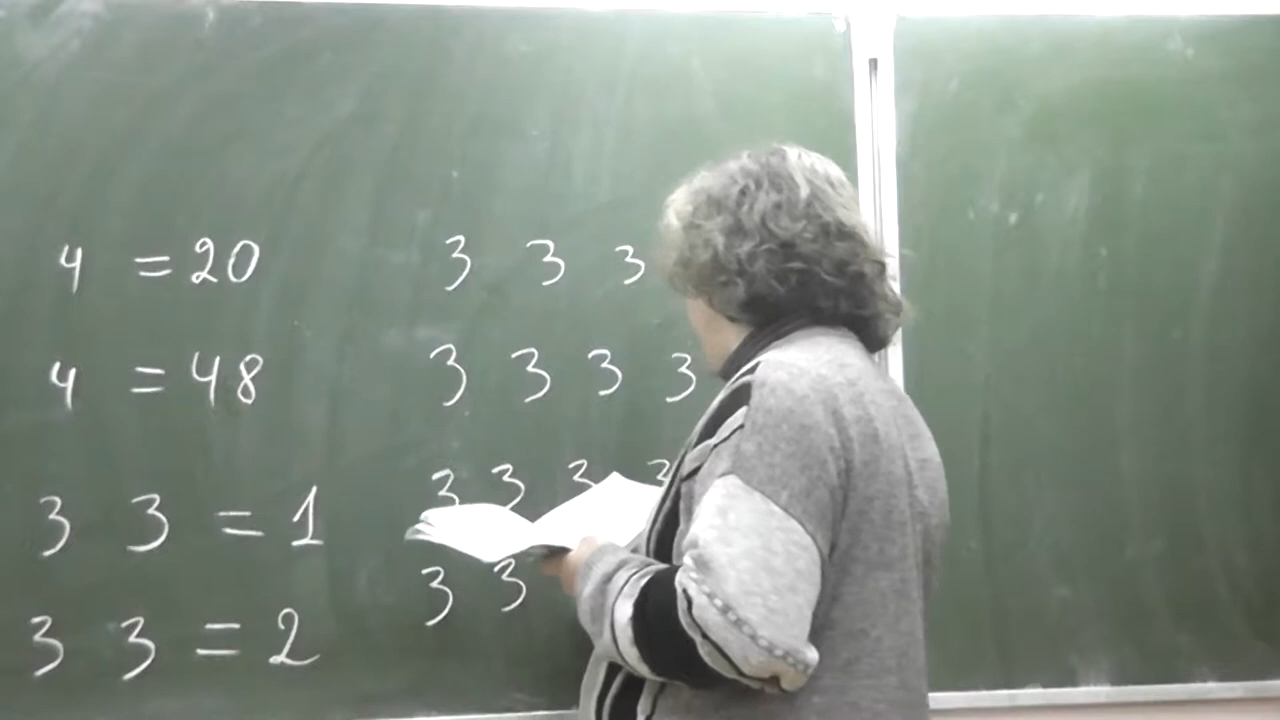 4 = 20
4 = 48
3 3 = 1
3 3 = 2
3 3 3
3 3 3 3
3 3 3 3
3 3